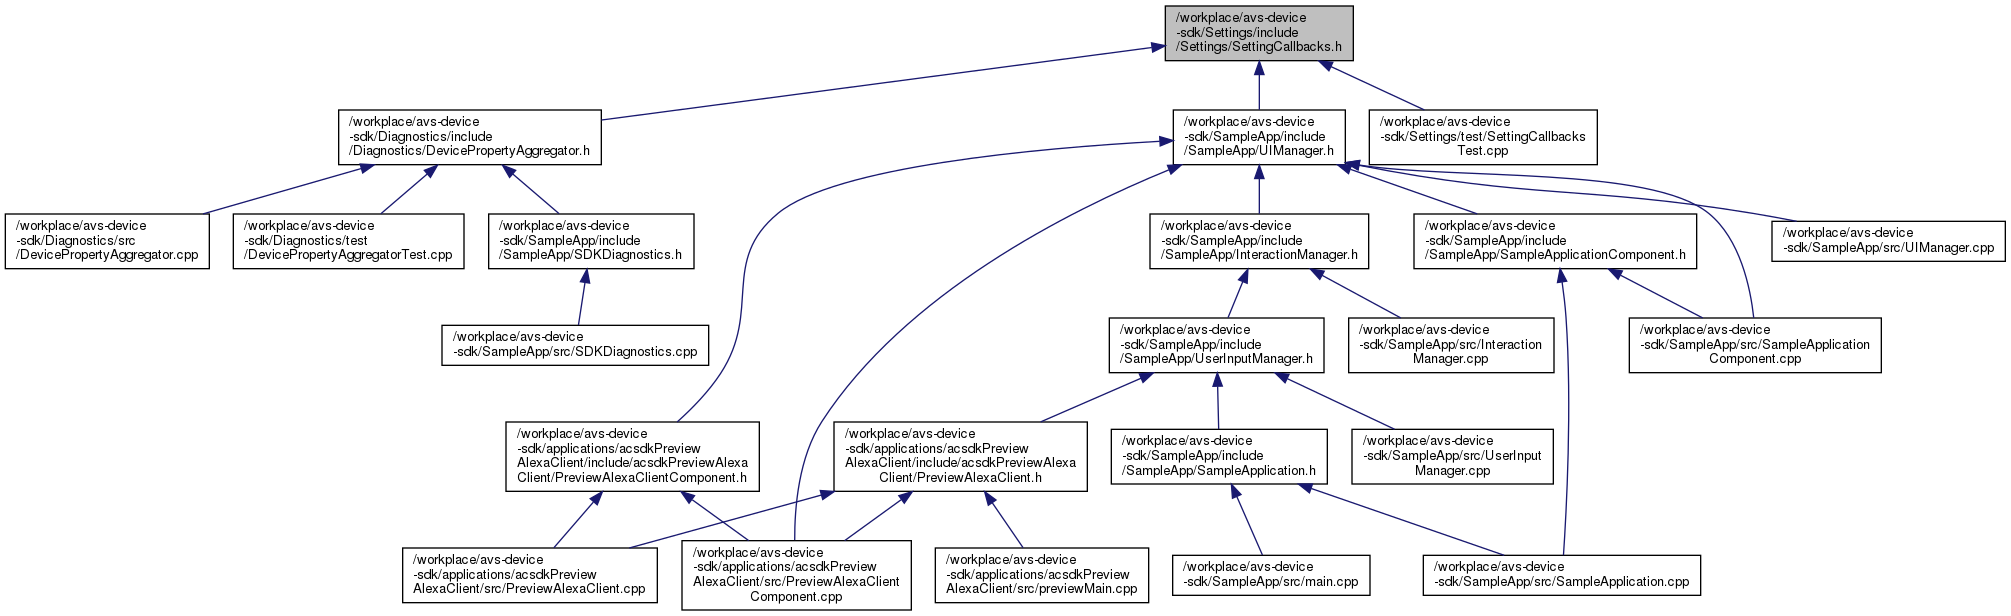 /workplace/avs-device
-sdk/Settings/include
/Settings/SettingCallbacks.h
/workplace/avs-device
-sdk/Diagnostics/include
/Diagnostics/DevicePropertyAggregator.h
/workplace/avs-device
-sdk/SampleApp/include
/SampleApp/UIManager.h
/workplace/avs-device
-sdk/Settings/test/SettingCallbacks
Test.cpp
/workplace/avs-device
-sdk/Diagnostics/src
/DevicePropertyAggregator.cpp
/workplace/avs-device
-sdk/Diagnostics/test
/DevicePropertyAggregatorTest.cpp
/workplace/avs-device
-sdk/SampleApp/include
/SampleApp/SDKDiagnostics.h
/workplace/avs-device
-sdk/SampleApp/include
/SampleApp/InteractionManager.h
/workplace/avs-device
-sdk/SampleApp/include
/SampleApp/SampleApplicationComponent.h
/workplace/avs-device
-sdk/SampleApp/src/UIManager.cpp
/workplace/avs-device
-sdk/SampleApp/src/SDKDiagnostics.cpp
/workplace/avs-device
-sdk/SampleApp/include
/SampleApp/UserInputManager.h
/workplace/avs-device
-sdk/SampleApp/src/Interaction
Manager.cpp
/workplace/avs-device
-sdk/SampleApp/src/SampleApplication
Component.cpp
/workplace/avs-device
-sdk/applications/acsdkPreview
AlexaClient/include/acsdkPreviewAlexa
Client/PreviewAlexaClientComponent.h
/workplace/avs-device
-sdk/applications/acsdkPreview
AlexaClient/include/acsdkPreviewAlexa
Client/PreviewAlexaClient.h
/workplace/avs-device
-sdk/SampleApp/include
/SampleApp/SampleApplication.h
/workplace/avs-device
-sdk/SampleApp/src/UserInput
Manager.cpp
/workplace/avs-device
-sdk/applications/acsdkPreview
AlexaClient/src/PreviewAlexaClient.cpp
/workplace/avs-device
-sdk/applications/acsdkPreview
AlexaClient/src/PreviewAlexaClient
Component.cpp
/workplace/avs-device
-sdk/applications/acsdkPreview
AlexaClient/src/previewMain.cpp
/workplace/avs-device
-sdk/SampleApp/src/main.cpp
/workplace/avs-device
-sdk/SampleApp/src/SampleApplication.cpp